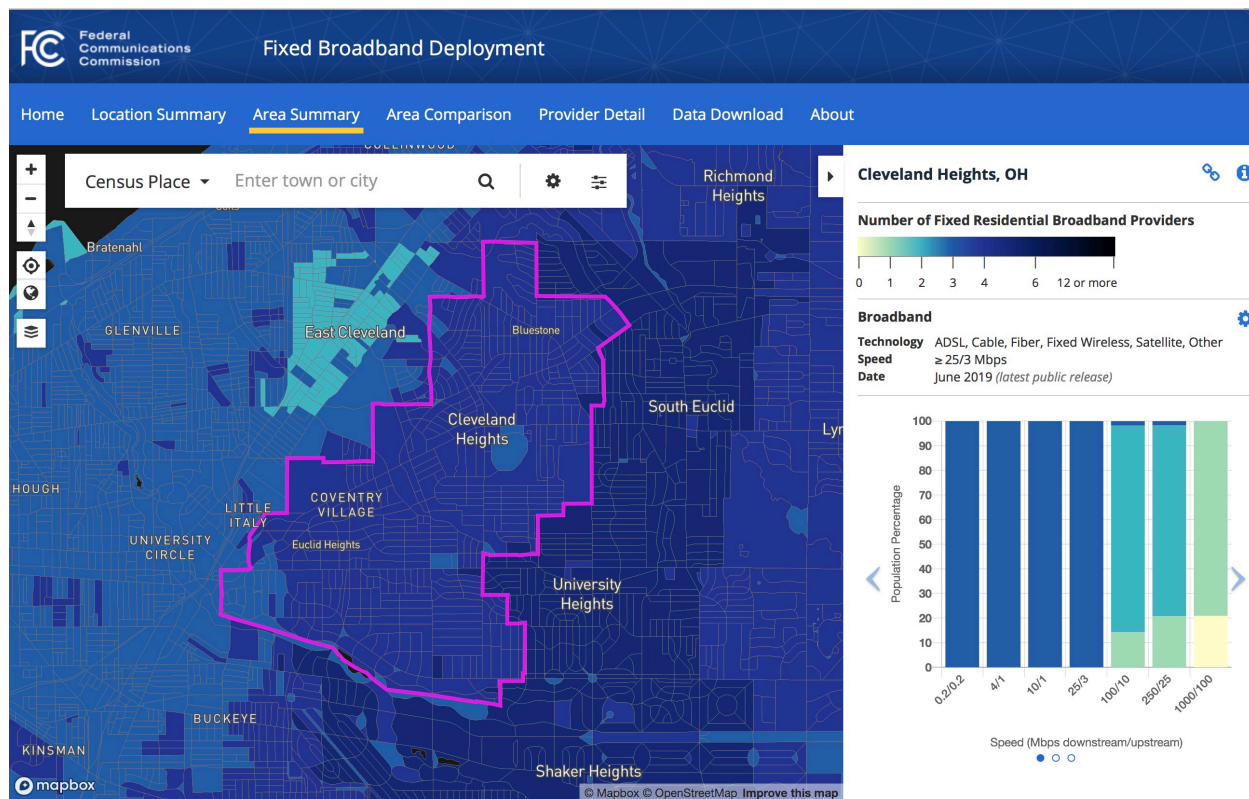 Federal
Communications
Commission
Fixed Broadband Deployment
Home Location Summary Area Summary Area Comparison Provider Detail Data Download About
COLLINWOOD
Census Place Enter town or city
Richmond
Heights
Bratenahl
GLENVILLE
East Cleveland
Bluestone
Cleveland
Heights
South Euclid
Lyn
HOUGH
COVENTRY
VILLAGE
LITTLE
ITALY
UNIVERSITY
CIRCLE
Euclid Heights
University
Heights
BUCKEYE
KINSMAN
Shaker Heights
mapbox
© Mapbox © OpenStreetMap Improve this map
Cleveland Heights, OH
Number of Fixed Residential Broadband Providers
0 1 2 3 4 6 12 or more
Broadband
Technology ADSL, Cable, Fiber, Fixed Wireless, Satellite, Other
Speed ≥ 25/3 Mbps
Date June 2019 (latest public release)
Population Percentage
100
90
80
70
60
50
40
30
20
10
0
0.2/0.2 4/1 10/1 25/3 100/10 250/25 1000/100
Speed (Mbps downstream/upstream)